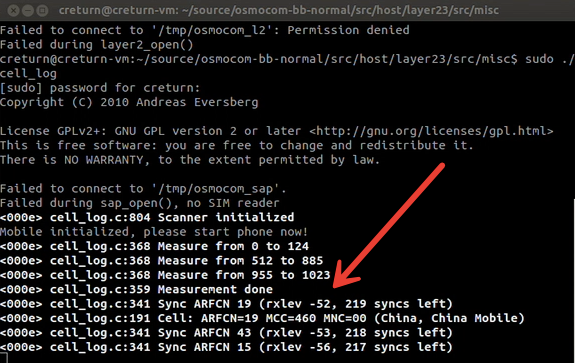 creturn@creturn-vm: ~/source/osmocom-bb-normal/src/host/layer23/src/misc
Failed to connect to '/tmp/osmocom_l2': Permission denied
Failed during layer2_open()
creturn@creturn-vm:~/source/osmocom-bb-normal/src/host/layer23/src/misc$ sudo ./
cell_log
[sudo] password for creturn:
Copyright (C) 2010 Andreas Eversberg
License GPLv2+: GNU GPL version 2 or later <http://gnu.org/licenses/gpl.html>
This is free software: you are free to change and redistribute it.
There is NO WARRANTY, to the extent permitted by law.
Failed to connect to '/tmp/osmocom_sap'.
Failed during sap_open(), no SIM reader
<000e> cell_log.c:804 Scanner initialized
Mobile initialized, please start phone now!
<000e> cell_log.c:368 Measure from 0 to 124
<000e> cell_log.c:368 Measure from 512 to 885
<000e> cell_log.c:368 Measure from 955 to 1023
<000e> cell_log.c:359 Measurement done
<000e> cell_log.c:341 Sync ARFCN 19 (rxlev -52, 219 syncs left)
<000e> cell_log.c:191 Cell: ARFCN=19 MCC=460 MNC=00 (China, China Mobile)
<000e> cell_log.c:341 Sync ARFCN 43 (rxlev -53, 218 syncs left)
<000e> cell_log.c:341 Sync ARFCN 15 (rxlev -56, 217 syncs left)